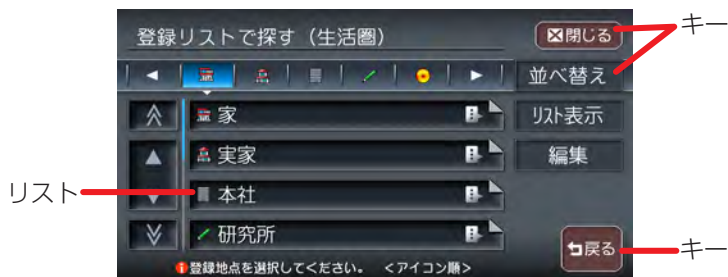 登録リストで探す（生活圏）
閉じる
キー
並べ替え
家
リスト表示
実家
編集
リスト
本社
研究所
戻る
キー
登録地点を選択してください。 <アイコン順>